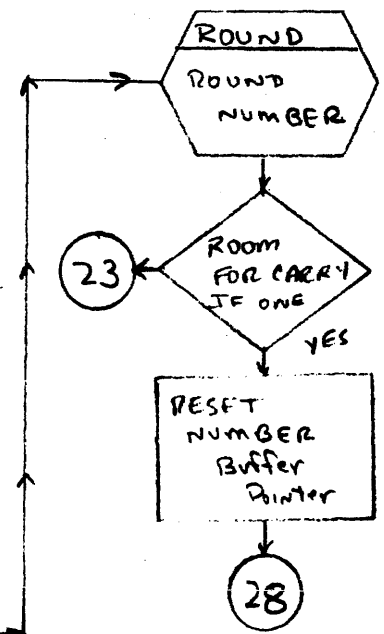 ROUND
ROUND
NUMBER
ROOM
FOR CARRY
IF ONE
23
YES
RESET
NUMBER
Buffer
Pointer
28